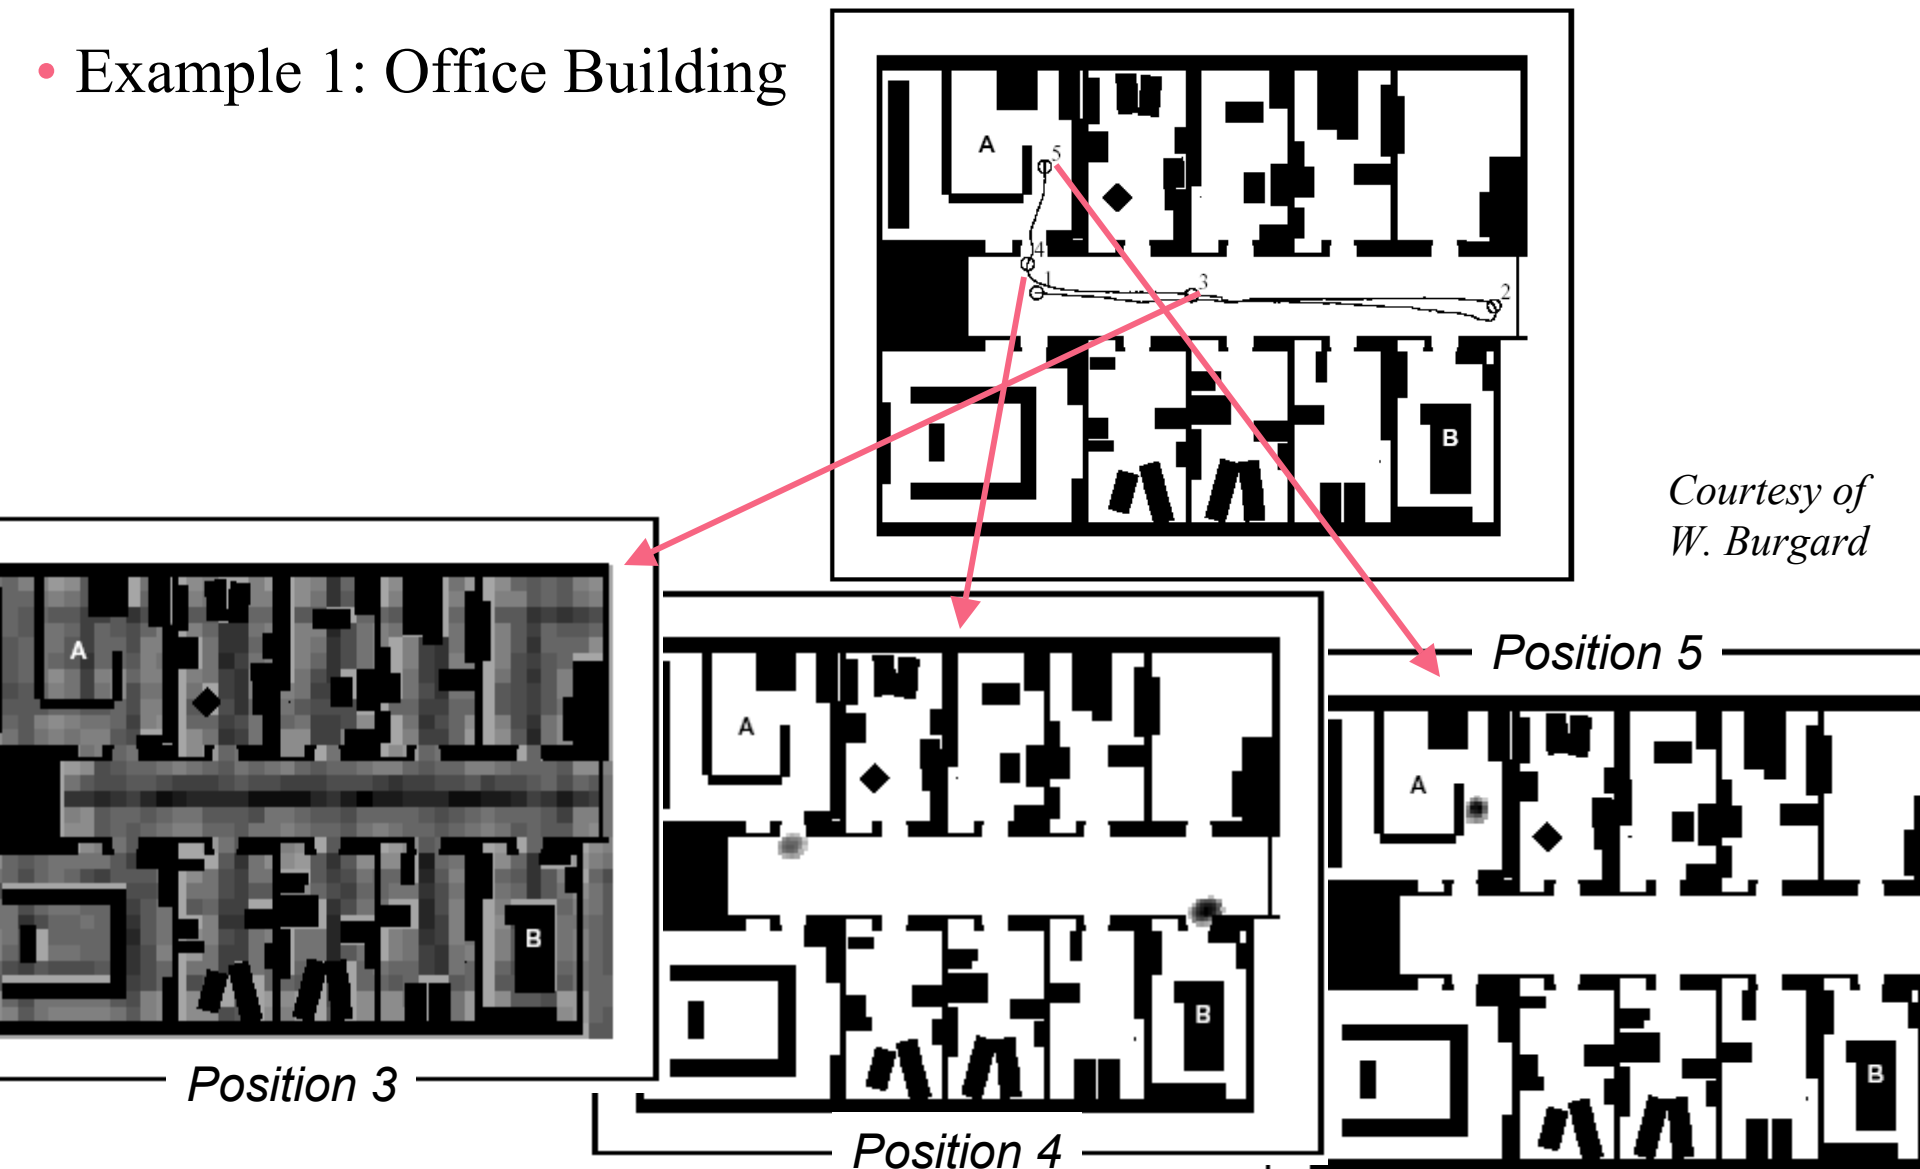 • Example 1: Office Building
A
5
4
1
3
2
B
Courtesy of
W. Burgard
A
B
Position 3
A
B
Position 4
Position 5
A
B